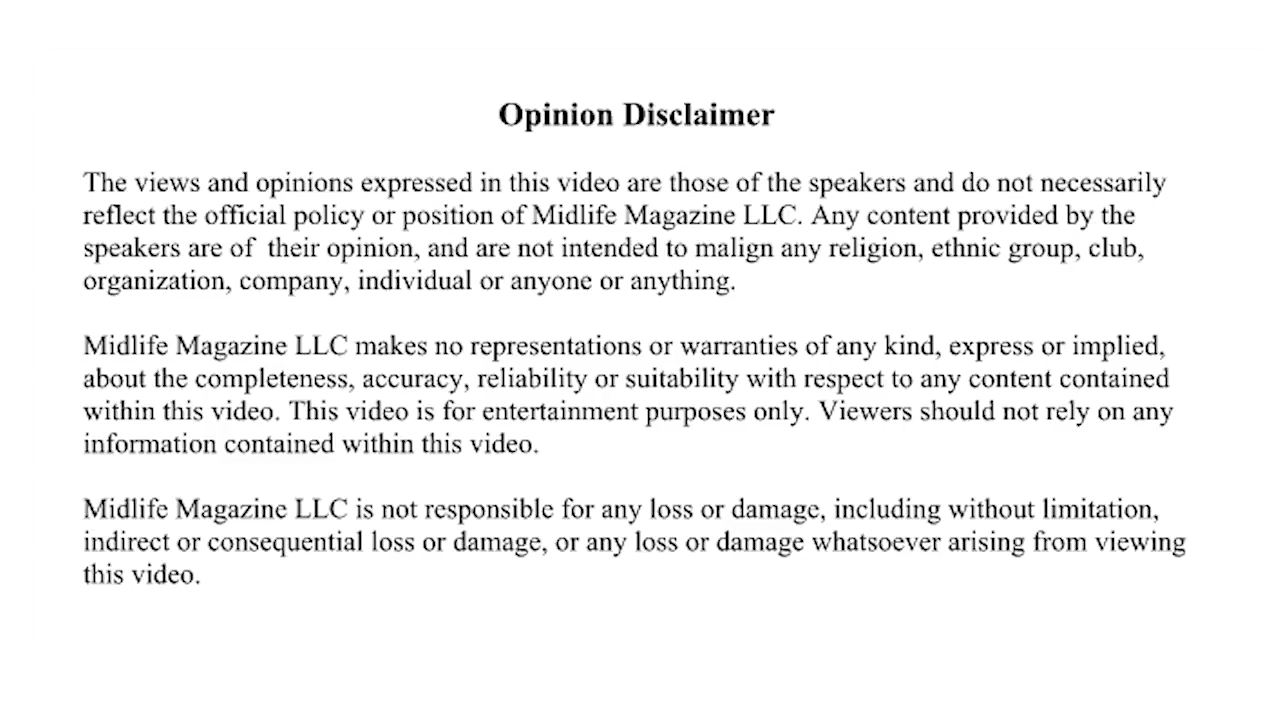 Opinion Disclaimer
The views and opinions expressed in this video are those of the speakers and do not necessarily
reflect the official policy or position of Midlife Magazine LLC. Any content provided by the
speakers are of  their opinion, and are not intended to malign any religion, ethnic group, club,
organization, company, individual or anyone or anything.
Midlife Magazine LLC makes no representations or warranties of any kind, express or implied,
about the completeness, accuracy, reliability or suitability with respect to any content contained
within this video. This video is for entertainment purposes only. Viewers should not rely on any
information contained within this video.
Midlife Magazine LLC is not responsible for any loss or damage, including without limitation,
indirect or consequential loss or damage, or any loss or damage whatsoever arising from viewing
this video.